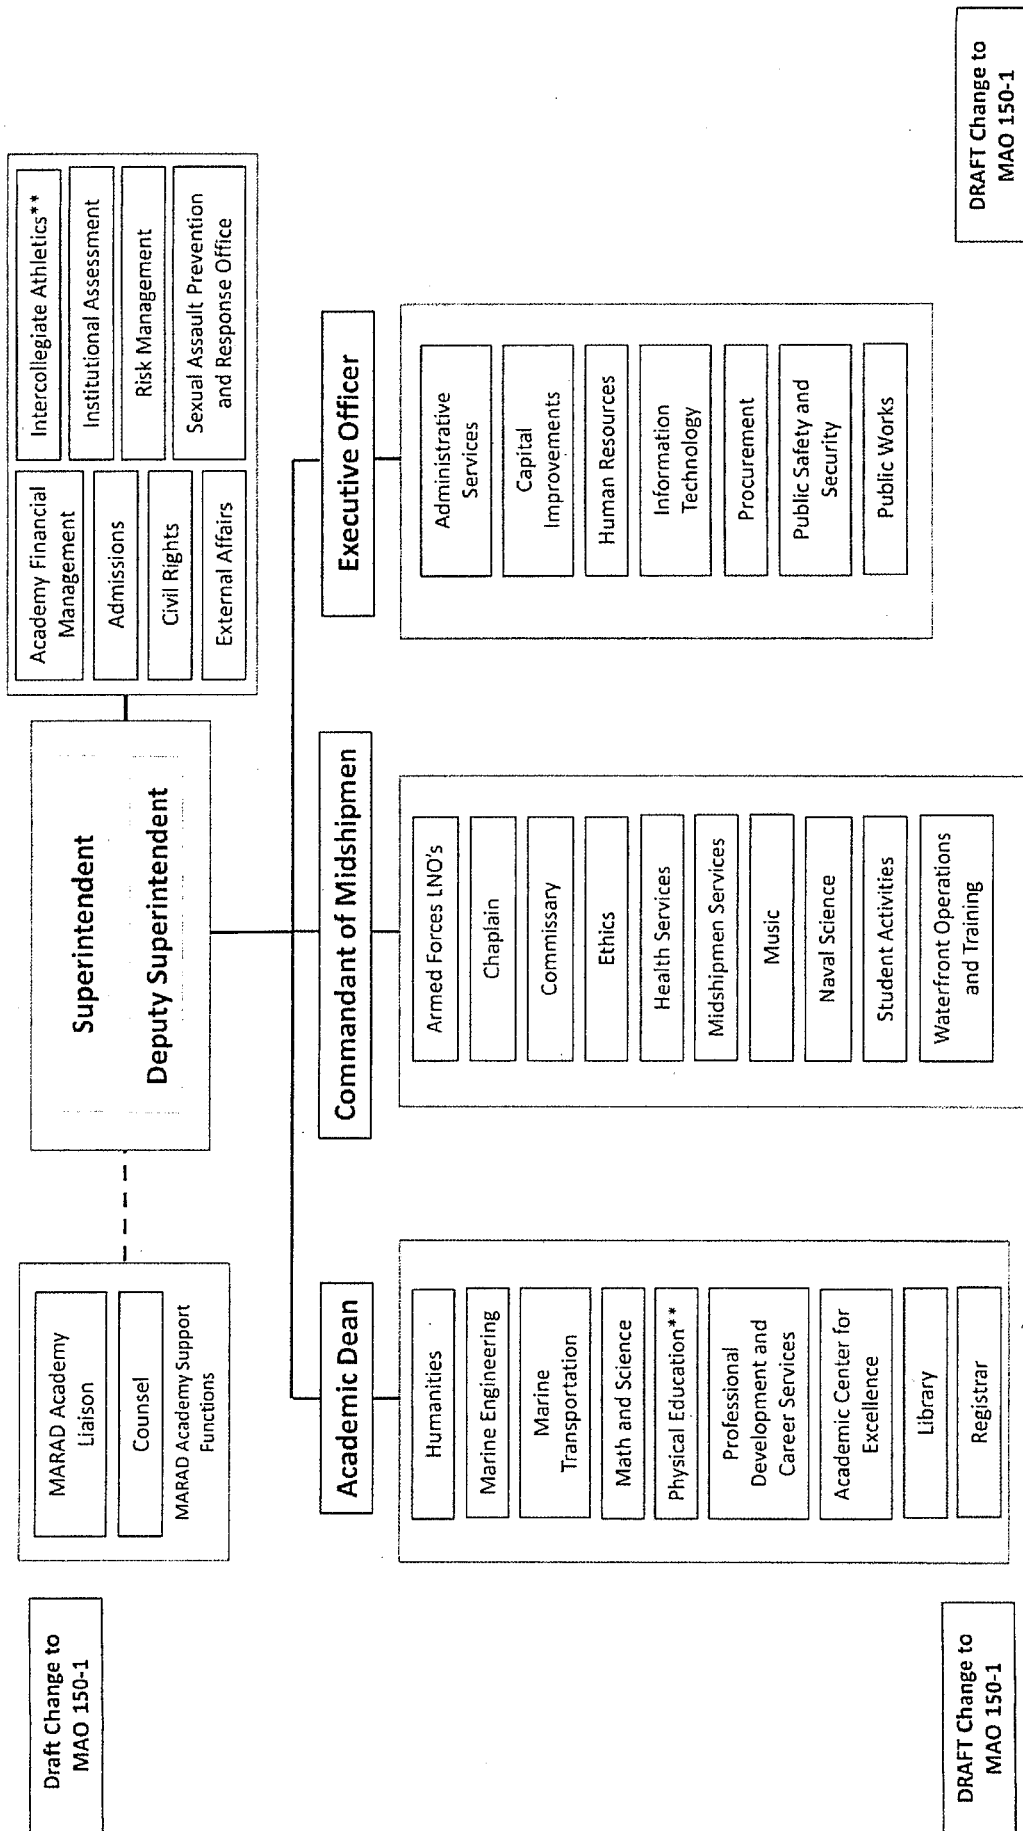 Draft Change to
MAO 150-1
MARAD Academy
Liaison
Counsel
MARAD Academy Support
Functions
Superintendent
Deputy Superintendent
Academy Financial
Management
Admissions
Civil Rights
External Affairs
Intercollegiate Athletics**
Institutional Assessment
Risk Management
Sexual Assault Prevention
and Response Office
Academic Dean
Humanities
Marine Engineering
Marine
Transportation
Math and Science
Physical Education**
Professional
Development and
Career Services
Academic Center for
Excellence
Library
Registrar
Commandant of Midshipmen
Armed Forces LNO's
Chaplain
Commissary
Ethics
Health Services
Midshipmen Services
Music
Naval Science
Student Activities
Waterfront Operations
and Training
Executive Officer
Administrative
Services
Capital
Improvements
Human Resources
Information
Technology
Procurement
Public Safety and
Security
Public Works
DRAFT Change to
MAO 150-1
DRAFT Change to
MAO 150-1